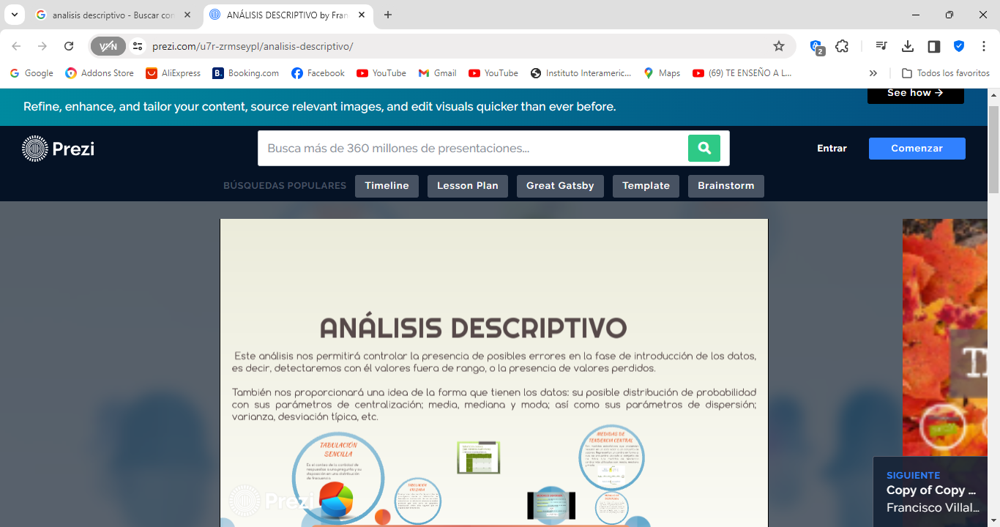 analisis descriptivo - Buscar con
ANÁLISIS DESCRIPTIVO by Fran
VPN
prezi.com/u7r-zrmseypl/analisis-descriptivo/
2
Google
Addons Store
AliExpress
B.
Booking.com
Facebook
YouTube
Gmail
YouTube
Instituto Interameric...
Maps
(69) TE ENSEÑO A L...
Todos los favoritos
See how →
Refine, enhance, and tailor your content, source relevant images, and edit visuals quicker than ever before.
Prezi
Busca más de 360 millones de presentaciones...
Entrar
Comenzar
BÚSQUEDAS POPULARES
Timeline
Lesson Plan
Great Gatsby
Template
Brainstorm
ANÁLISIS DESCRIPTIVO
Este análisis nos permitirá controlar la presencia de posibles errores en la fase de introducción de los datos,
es decir, detectaremos con él valores fuera de rango, o la presencia de valores perdidos.
También nos proporcionará una idea de la forma que tienen los datos: su posible distribución de probabilidad
con sus parámetros de centralización; media, mediana y moda; así como sus parámetros de dispersión;
varianza, desviación típica, etc.
TABULACIÓN
SENCILLA
Es el conteo de la cantidad de
respuestas a una pregunta y su
disposición en una distribución
de frecuencia.
MEDIDAS DE
TENDENCIA CENTRAL
TABULACIÓN
CRUZADA
Prezi
SIGUIENTE
Copy of Copy ...
Francisco Villal...